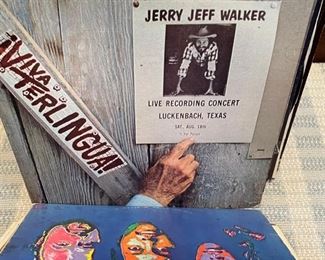 ¡VIVA
TERLINGUA!
JERRY JEFF WALKER
LIVE RECORDING CONCERT
LUCKENBACH, TEXAS
SAT. AUG. 18th